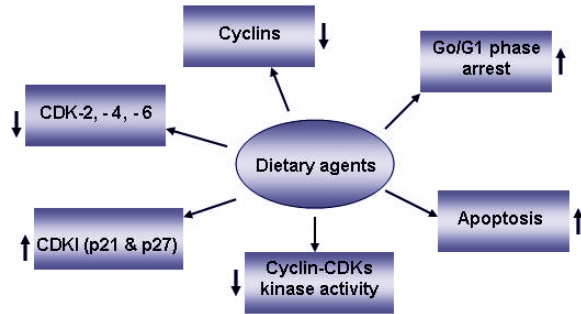 Cyclins
Go/G1 phase
arrest
CDK-2, -4, -6
Dietary agents
CDKI (p21 & p27)
Apoptosis
Cyclin-CDKs
kinase activity